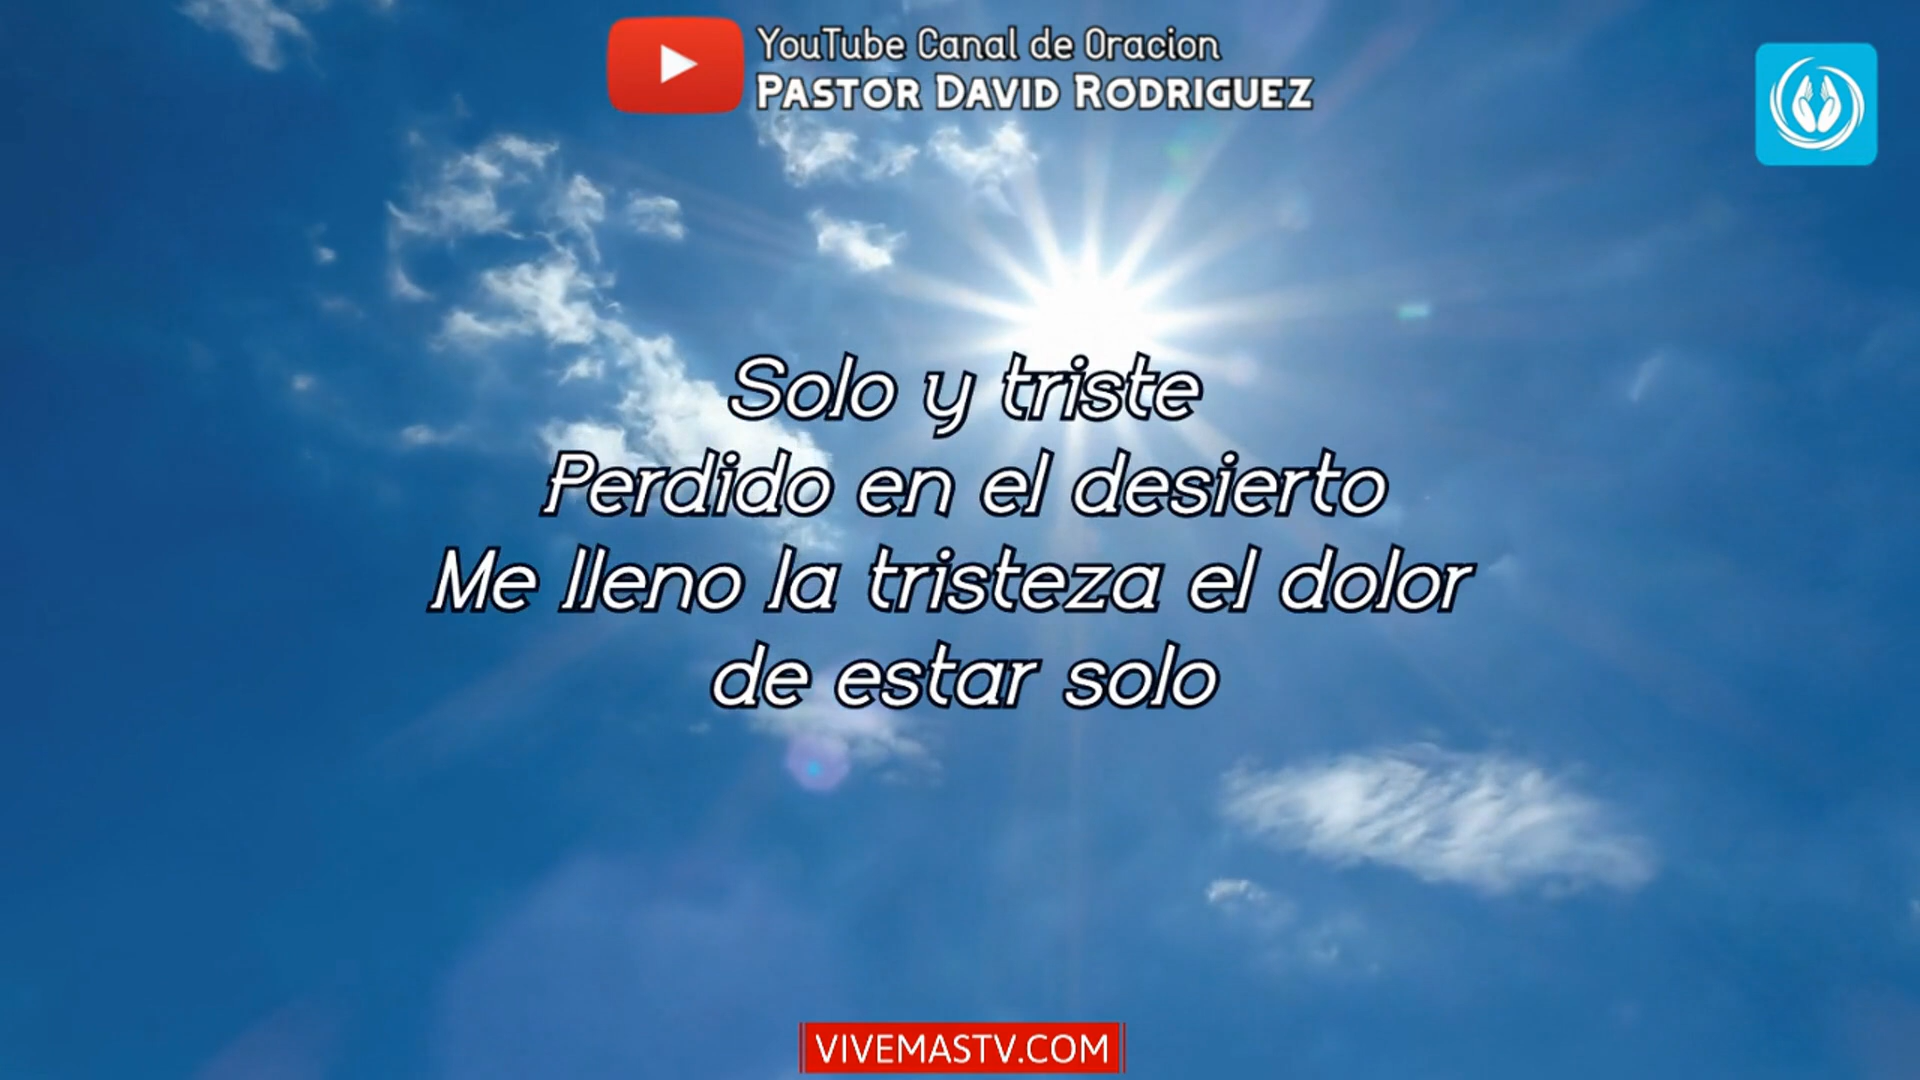 YouTube Canal de Oracion
PASTOR DAVID RODRIGUEZ
Solo y triste
Perdido en el desierto
Me lleno la tristeza el dolor
de estar solo
VIVEMASTV.COM